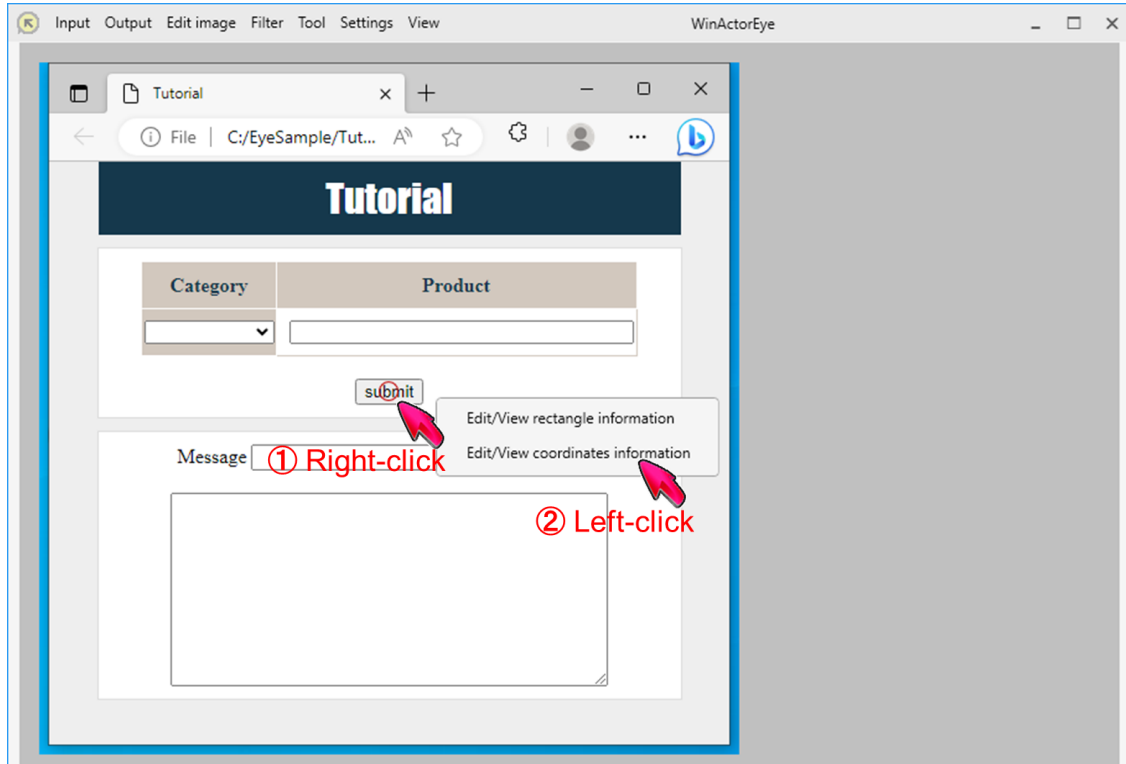 Input Output Edit image Filter Tool Settings View WinActorEye
Tutorial
File | C:/EyeSample/Tut...
Tutorial
Category Product
submit
Edit/View rectangle information
Message ① Right-click Edit/View coordinates information
② Left-click